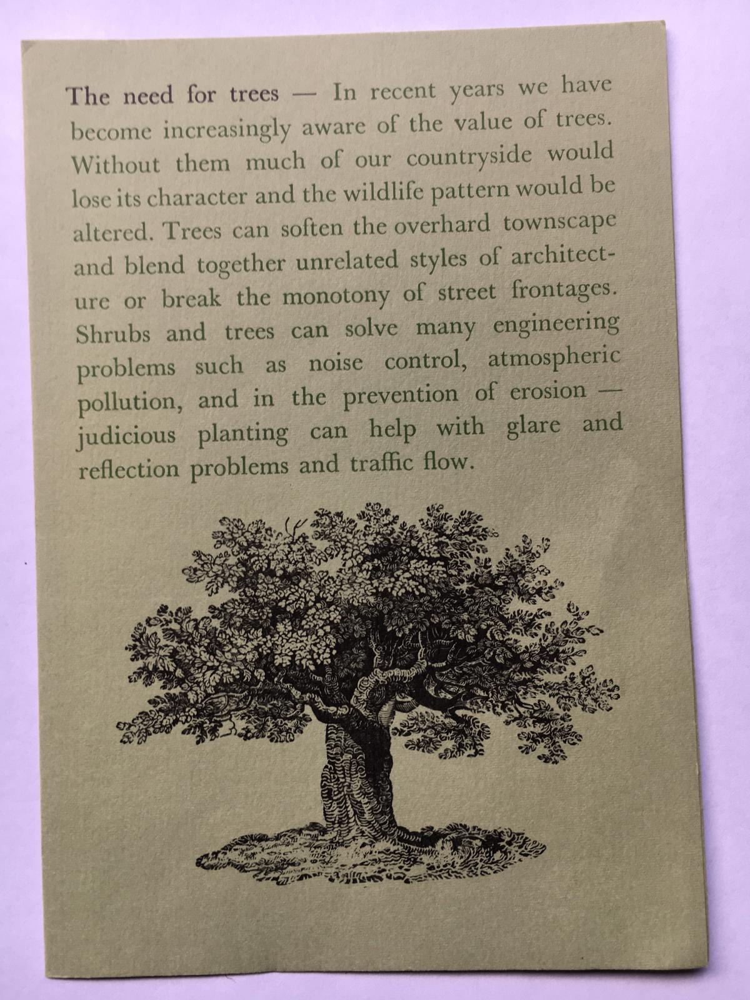 The need for trees — In recent years we have
become increasingly aware of the value of trees.
Without them much of our countryside would
lose its character and the wildlife pattern would be
altered. Trees can soften the overhard townscape
and blend together unrelated styles of architect-
ure or break the monotony of street frontages.
Shrubs and trees can solve many engineering
problems such as noise control, atmospheric
pollution, and in the prevention of erosion —
judicious planting can help with glare and
reflection problems and traffic flow.